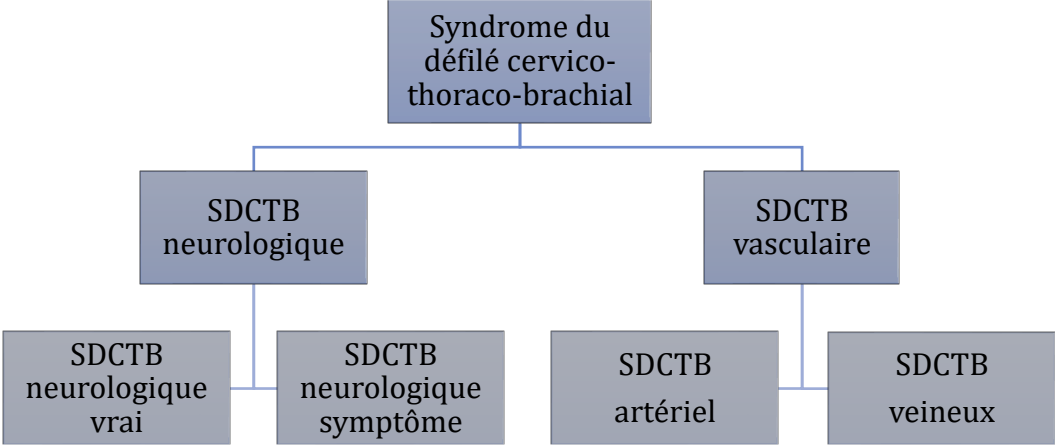 Syndrome du
défilé cervico-
thoraco-brachial
SDCTB
neurologique
SDCTB
vasculaire
SDCTB
neurologique
vrai
SDCTB
neurologique
symptôme
SDCTB
artériel
SDCTB
veineux